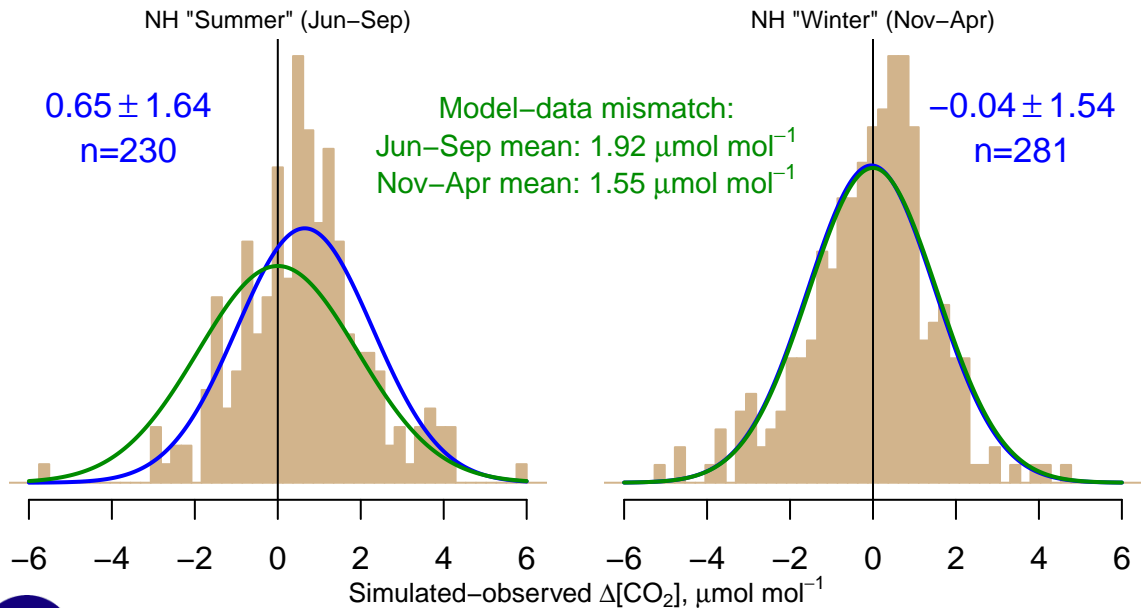 NH "Summer" (Jun−Sep)
0.65 ± 1.64
n=230
Model−data mismatch:
Jun−Sep mean: 1.92 μmol mol⁻¹
Nov−Apr mean: 1.55 μmol mol⁻¹
NH "Winter" (Nov−Apr)
−0.04 ± 1.54
n=281
−6 −4 −2 0 2 4 6
−6 −4 −2 0 2 4 6
Simulated−observed Δ[CO₂], μmol mol⁻¹